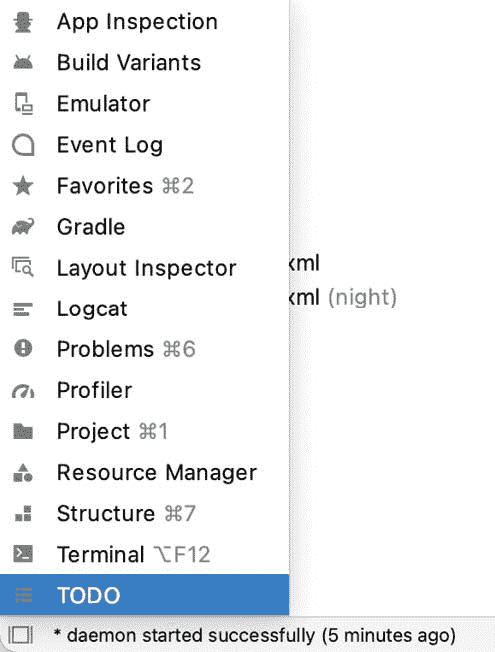 App Inspection
Build Variants
Emulator
Event Log
Favorites ⌘2
Gradle
Layout Inspector
xml
xml (night)
Logcat
Problems ⌘6
Profiler
Project ⌘1
Resource Manager
Structure ⌘7
Terminal ⌥F12
TODO
* daemon started successfully (5 minutes ago)